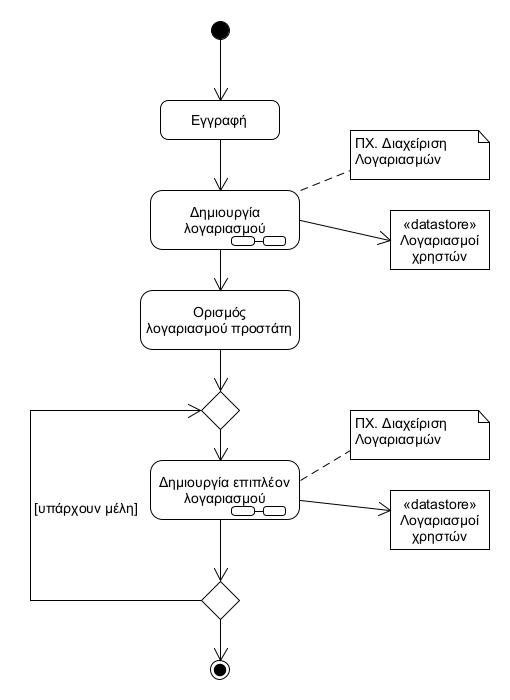 Εγγραφή
ΠΧ. Διαχείριση
Λογαριασμών
Δημιουργία
λογαριασμού
«datastore»
Λογαριασμοί
χρηστών
Ορισμός
λογαριασμού προστάτη
ΠΧ. Διαχείριση
Λογαριασμών
Δημιουργία επιπλέον
λογαριασμού
«datastore»
Λογαριασμοί
χρηστών
[υπάρχουν μέλη]